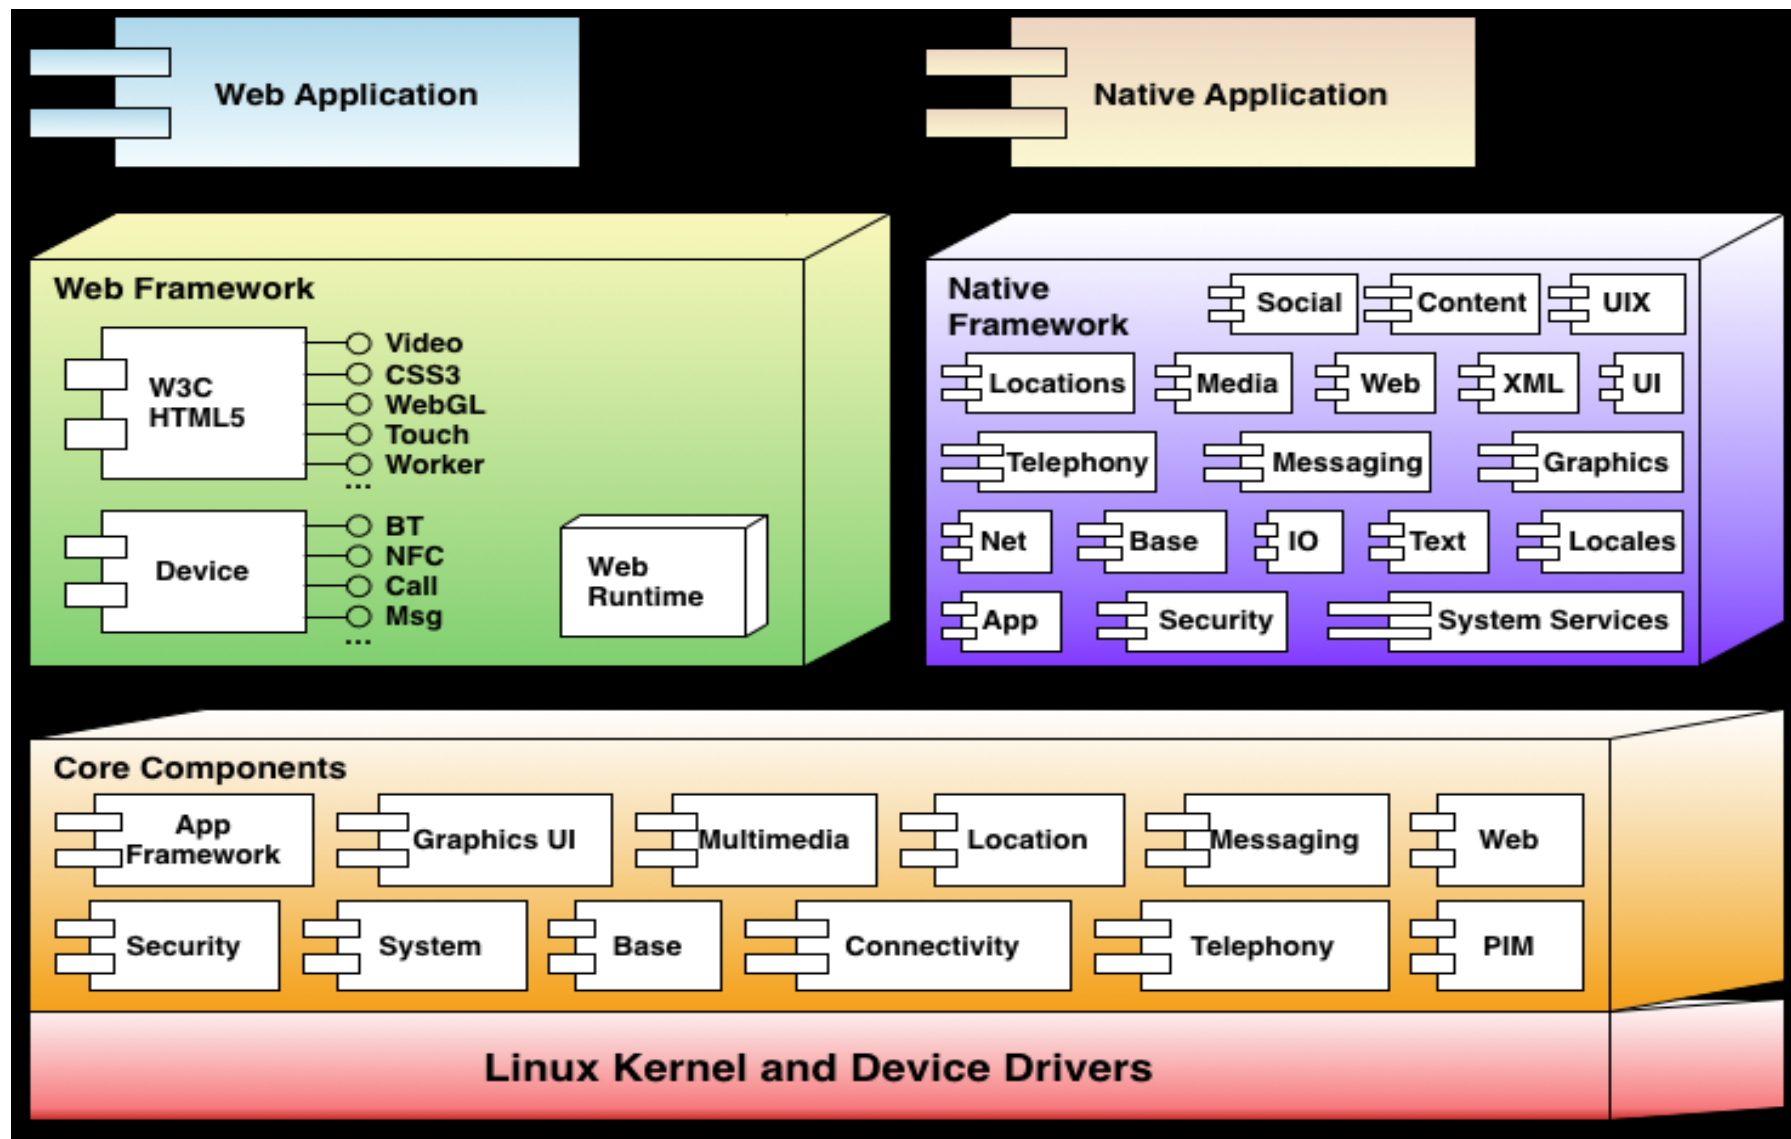 Web Application
Native Application
Web Framework
W3C
HTML5
Video
CSS3
WebGL
Touch
Worker
...
Device
BT
NFC
Call
Msg
...
Web
Runtime
Native
Framework
Social
Content
UIX
Locations
Media
Web
XML
UI
Telephony
Messaging
Graphics
Net
Base
IO
Text
Locales
App
Security
System Services
Core Components
App
Framework
Graphics UI
Multimedia
Location
Messaging
Web
Security
System
Base
Connectivity
Telephony
PIM
Linux Kernel and Device Drivers